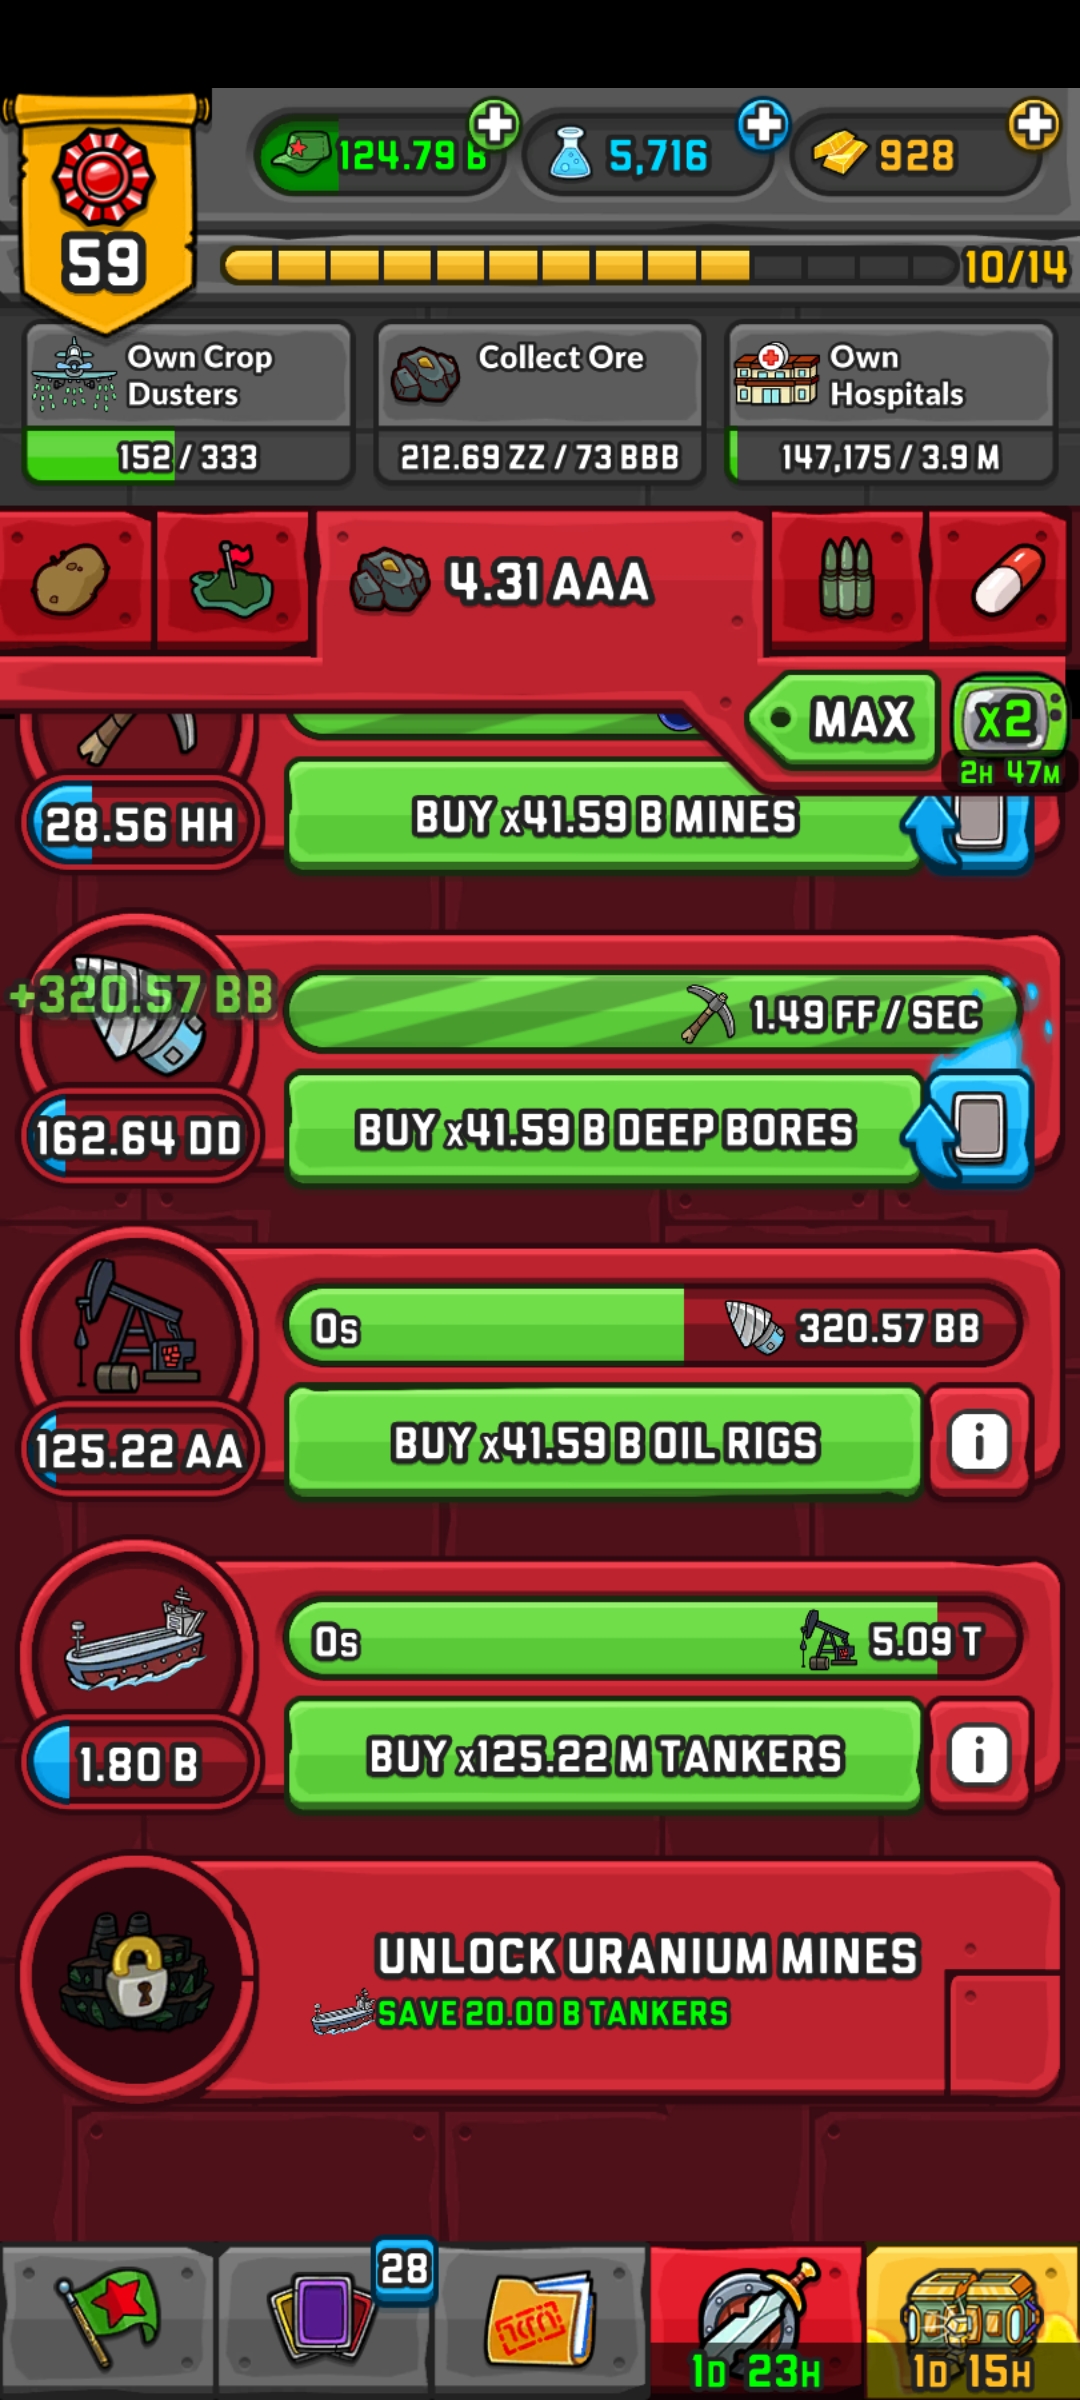 124.79 B
5,716
928
59
10/14
Own Crop
Dusters
152 / 333
Collect Ore
212.69 ZZ / 73 BBB
Own
Hospitals
147,175 / 3.9 M
4.31 AAA
MAX
x2
2H 47M
28.56 HH
BUY x41.59 B MINES
+320.57 BB
1.49 FF / SEC
162.64 DD
BUY x41.59 B DEEP BORES
0s
320.57 BB
125.22 AA
BUY x41.59 B OIL RIGS
i
0s
5.09 T
1.80 B
BUY x125.22 M TANKERS
i
UNLOCK URANIUM MINES
SAVE 20.00 B TANKERS
28
1D 23H
1D 15H